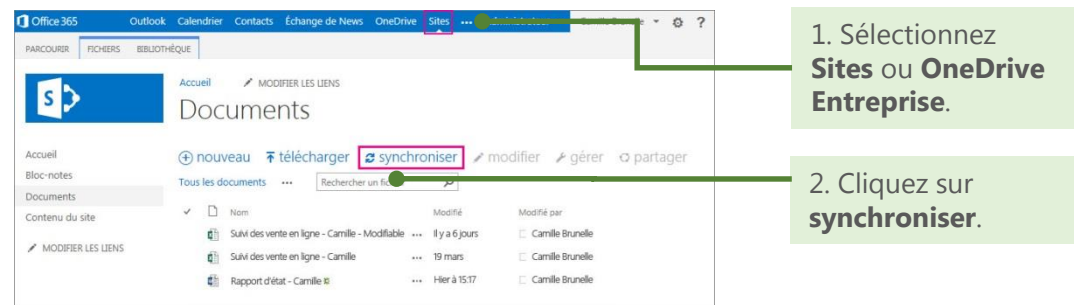 Office 365 Outlook Calendrier Contacts Échange de News OneDrive Sites ••• ?
PARCOURIR FICHIERS BIBLIOTHÈQUE
1. Sélectionnez
Sites ou OneDrive
Entreprise.
S
Accueil MODIFIER LES LIENS
Documents
Accueil
Bloc-notes
Documents
Contenu du site
MODIFIER LES LIENS
nouveau télécharger synchroniser modifier gérer partager
Tous les documents ••• Rechercher un
Nom Modifié Modifié par
Suivi des vente en ligne - Camille - Modifiable ••• Il y a 6 jours Camille Brunelle
Suivi des vente en ligne - Camille ••• 19 mars Camille Brunelle
Rapport d'état - Camille ••• Hier à 15:17 Camille Brunelle
2. Cliquez sur
synchroniser.